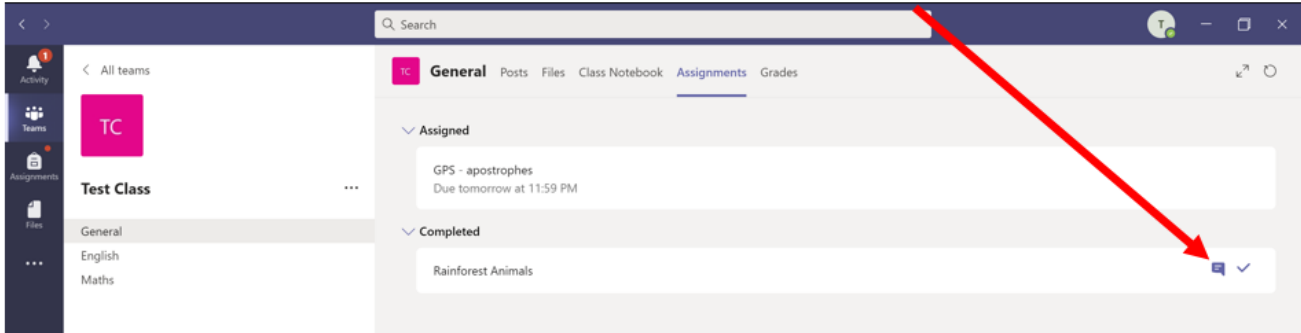 Search
T
1
Activity
Teams
Assignments
Files
All teams
TC
Test Class
General
English
Maths
TC
General Posts Files Class Notebook Assignments Grades
Assigned
GPS - apostrophes
Due tomorrow at 11:59 PM
Completed
Rainforest Animals